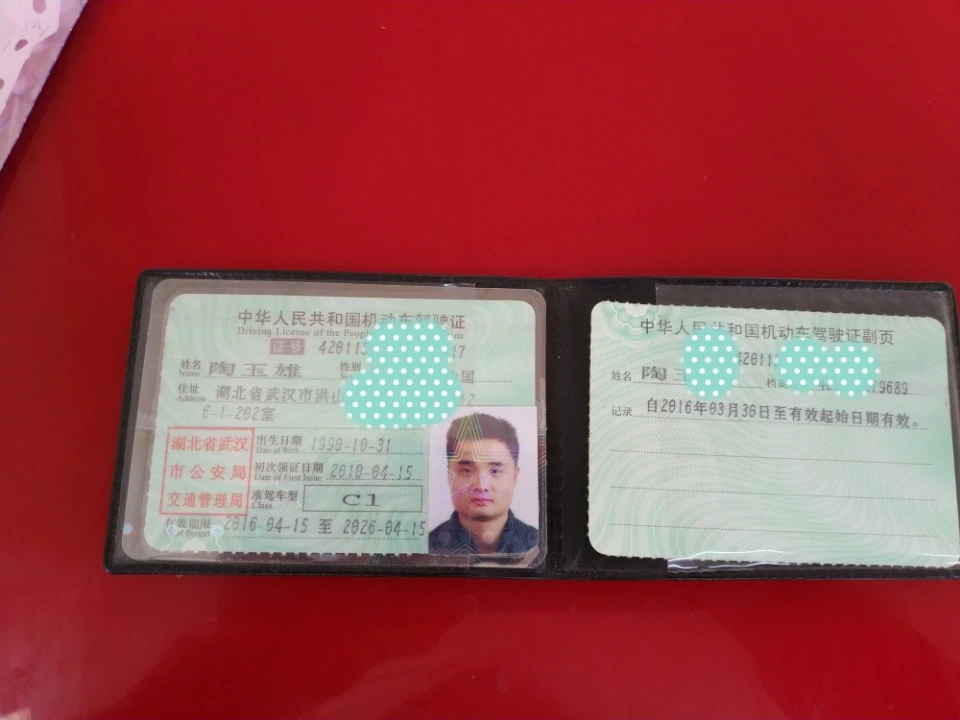 中华人民共和国机动车驾驶证
Driving License of the People
证号 420113 17
姓名 陶玉雄 性别 国
Name
住址 湖北省武汉市洪山 -2
Address
6-1-202室
湖北省武汉
市公安局
交通管理局
出生日期 1990-10-31
Date of Birth
初次领证日期 2010-04-15
Date of First Issue
准驾车型 C1
Class
有效期限 2016-04-15 至 2026-04-15
Period
中华人民共和国机动车驾驶证副页
姓名 陶 档 9689
记录 自2016年03月30日至有效起始日期有效。